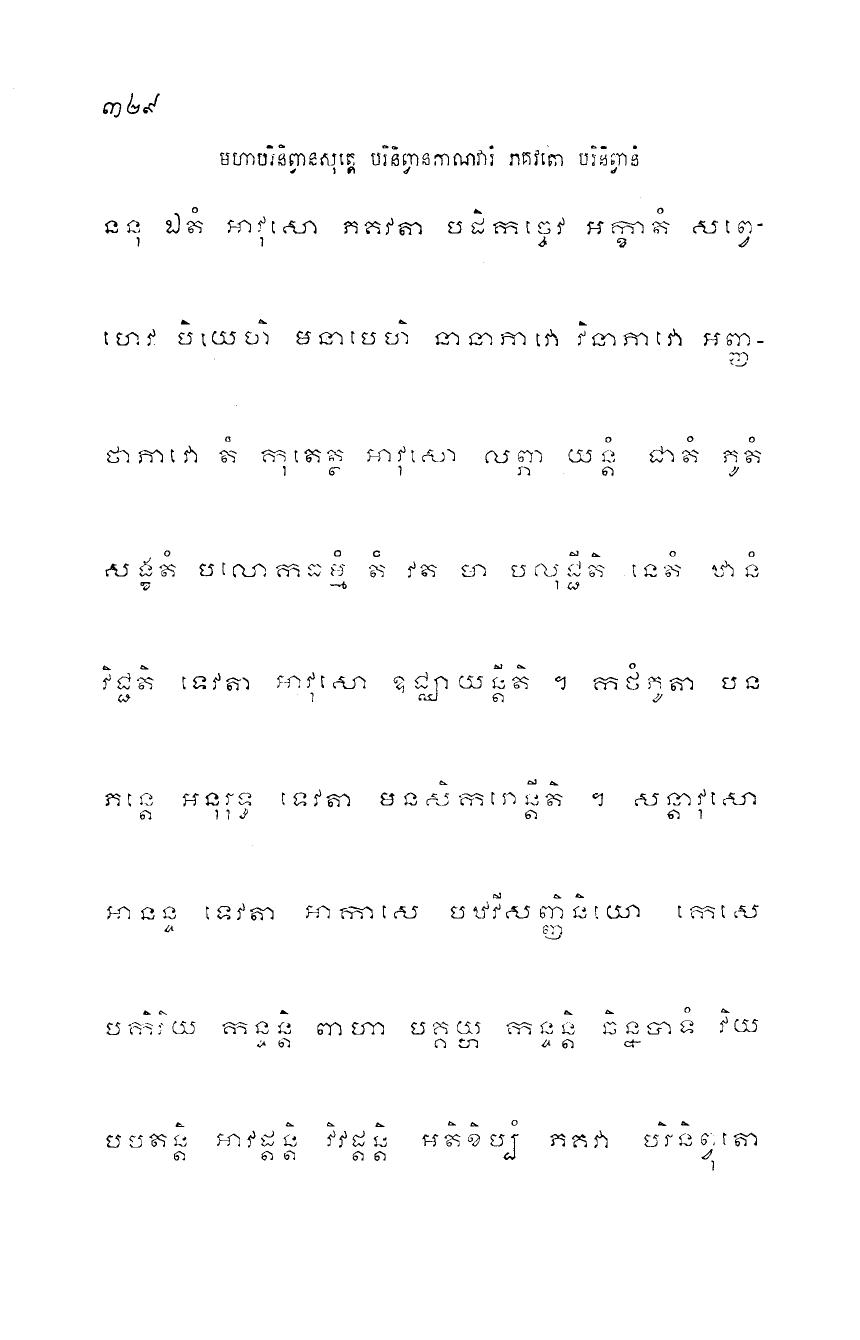 ៣២៩
មហាបរិនិព្វានសុត្តេ បរិនិព្វានភាណវារំ ភគវតោ បរិនិព្វានំ
ននុ ឯតំ អាវុសោ ភគវតា បដិកច្ចេវ អក្ខាតំ សព្វេ-
ហេវ បិយេហិ មនាបេហិ នានាភាវោ វិនាភាវោ អញ្ញ-
ថាភាវោ តំ កុតេត្ថ អាវុសោ លព្ភា យន្តំ ជាតំ ភូតំ
សង្ខតំ បលោកធម្មំ តំ វត មា បលុជ្ជីតិ នេតំ ឋានំ
វិជ្ជតិ ទេវតា អាវុសោ ឧជ្ឈាយន្តីតិ ។ កថំភូតា បន
ភន្តេ អនុរុទ្ធ ទេវតា មនសិករោន្តីតិ ។ សន្តាវុសោ
អានន្ទ ទេវតា អាកាសេ បឋវីសញ្ញិនិយោ កេសេ
បកិរិយ កន្ទន្តិ ពាហា បគ្គយ្ហ កន្ទន្តិ ឆិន្នបាទំ វិយ
បបតន្តិ អាវដ្តន្តិ វិវដ្តន្តិ អតិខិប្បំ ភគវា បរិនិព្វុតោ